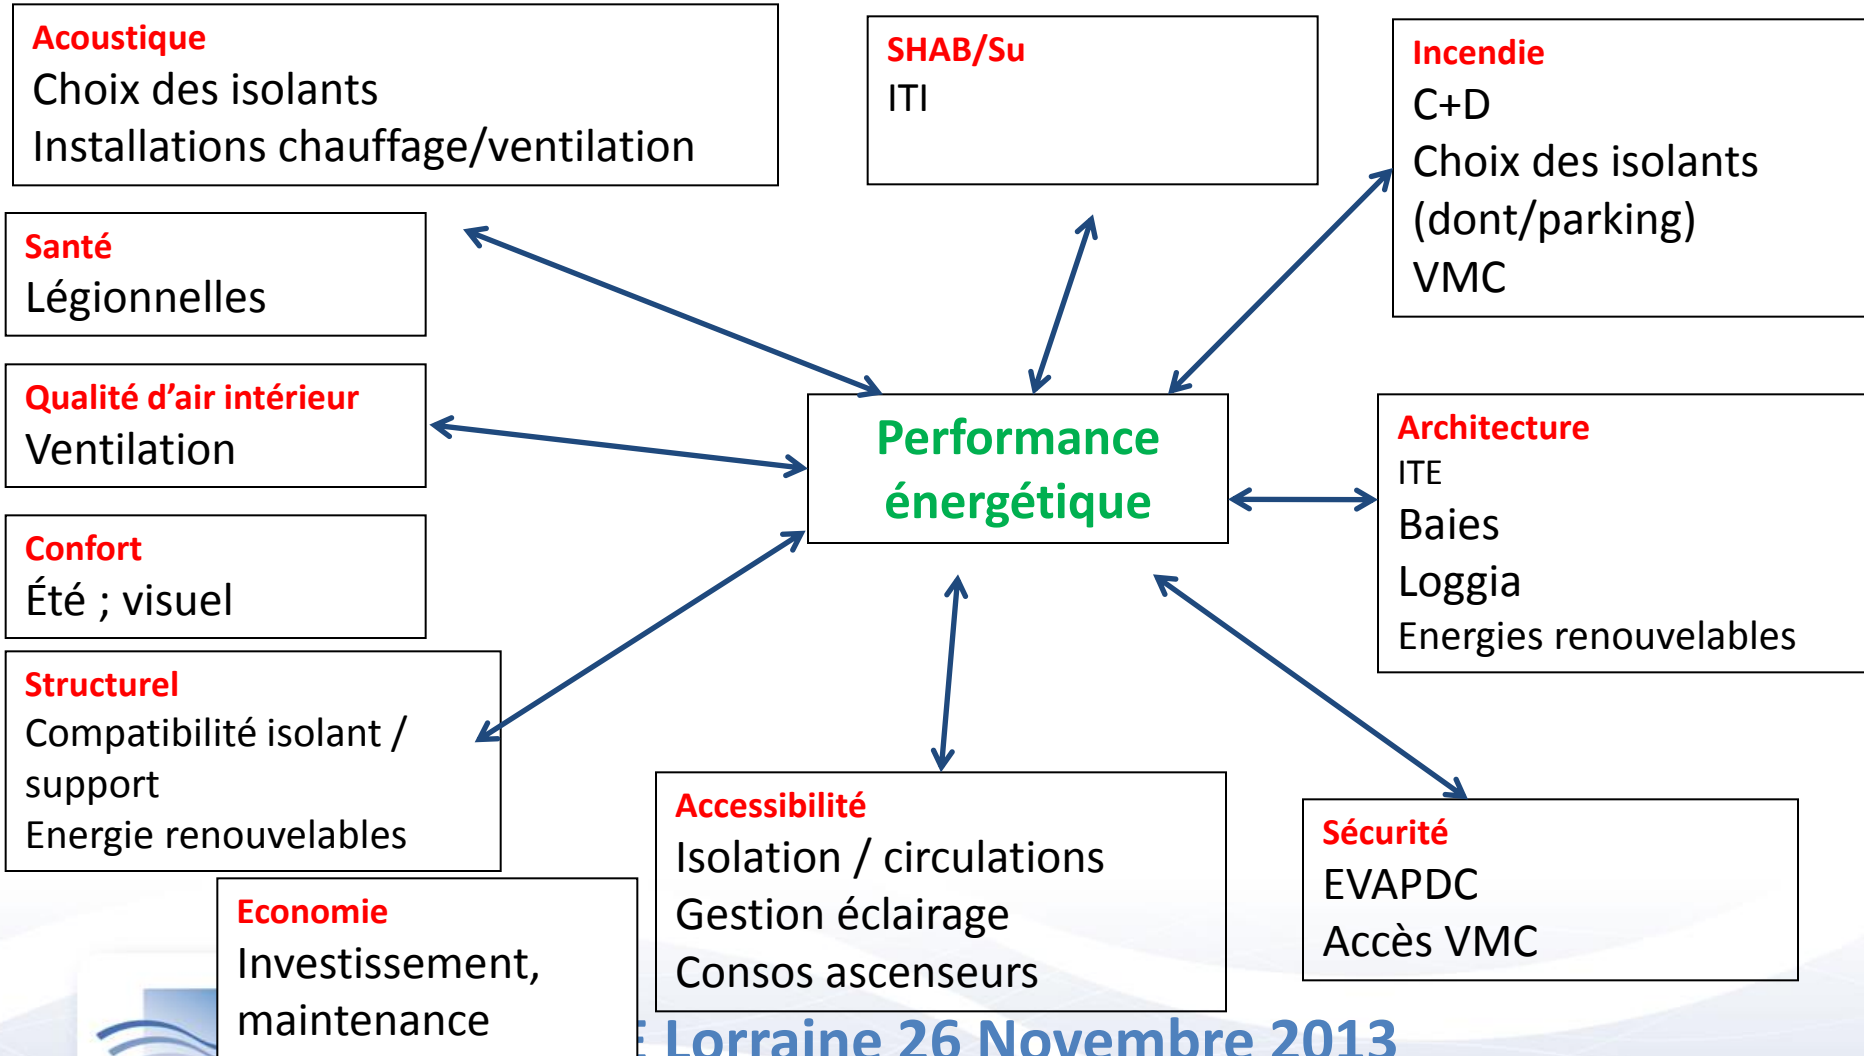 Acoustique
Choix des isolants
Installations chauffage/ventilation
SHAB/Su
ITI
Incendie
C+D
Choix des isolants
(dont/parking)
VMC
Santé
Légionnelles
Qualité d’air intérieur
Ventilation
Performance
énergétique
Architecture
ITE
Baies
Loggia
Energies renouvelables
Confort
Été ; visuel
Structurel
Compatibilité isolant /
support
Energie renouvelables
Accessibilité
Isolation / circulations
Gestion éclairage
Consos ascenseurs
Sécurité
EVAPDC
Accès VMC
Economie
Investissement,
maintenance
Lorraine 26 Novembre 2013